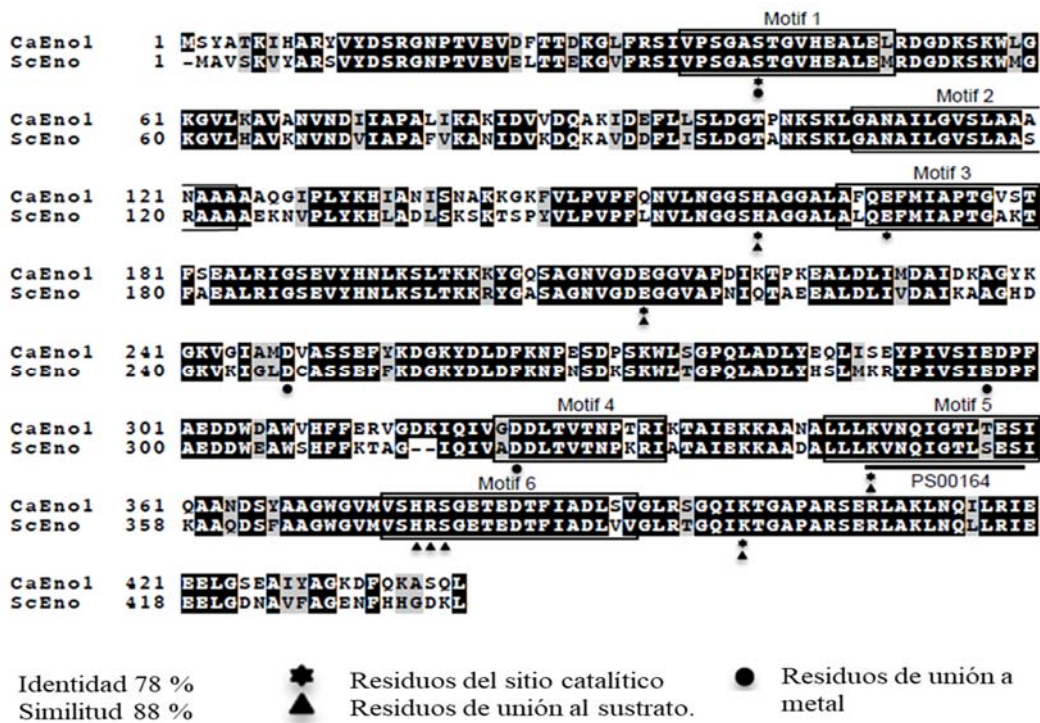 Motif 1
CaEno1 1 MSYATKIHARYVYDSRGNPTVEVDFTTDKGLFRSIVPSGASTGVHEALELRDGDKSKWLG
ScEno 1 -MAVSKVYARSVYDSRGNPTVEVELTTEKGVFRSIVPSGASTGVHEALEMRDGDKSKWMG
Motif 2
CaEno1 61 KGVLKAVANVNDIIAPALIKAKIDVVDQAKIDEFLLSLDGTPNKSKLGANAILGVSLAAA
ScEno 60 KGVLHAVKNVNDVIAPAFVKANIDVKDQKAVDDFLISLDGTANKSKLGANAILGVSLAAS
Motif 3
CaEno1 121 NAAAAAQGIPLYKHIANISNAKKGKFVLPVPFQNVLNGGSHAGGALAFQEFMIAPTGVST
ScEno 120 RAAAAEKNVPLYKHLADLSKSKTSPYVLPVPFLNVLNGGSHAGGALALQEFMIAPTGAKT
CaEno1 181 FSEALRIGSEVYHNLKSLTKKKYGQSAGNVGDEGGVAPDIKTPKEALDLIMDAIDKAGYK
ScEno 180 FAEALRIGSEVYHNLKSLTKKRYGASAGNVGDEGGVAPNIQTAEEALDLIVDAIKAAGHD
CaEno1 241 GKVGIAMDVASSEFYKDGKYDLDFKNPESDPSKWLSGPQLADLYEQLISEYPIVSIEDPF
ScEno 240 GKVKIGLDCASSEFFKDGKYDLDFKNPNSDKSKWLTGPQLADLYHSLMKRYPIVSIEDPF
Motif 4 Motif 5
CaEno1 301 AEDDWDAWVHFFERVGDKIQIVGDDLTVTNPTRIKTAIEKKAANALLLKVNQIGTLTESI
ScEno 300 AEDDWEAWSHFFKTAG--IQIVADDLTVTNPKRIATAIEKKAADALLLKVNQIGTLSESI
Motif 6 PS00164
CaEno1 361 QAANDSYAAGWGVMVSHRSGETEDTFIADLSVGLRSGQIKTGAPARSERLAKLNQILRIE
ScEno 358 KAAQDSFAAGWGVMVSHRSGETEDTFIADLVVGLRTGQIKTGAPARSERLAKLNQLLRIE
CaEno1 421 EELGSEAIYAGKDFQKASQL
ScEno 418 EELGDNAVFAGENFHHGDKL
Identidad 78 %
Similitud 88 %
Residuos del sitio catalítico
Residuos de unión al sustrato.
Residuos de unión a
metal